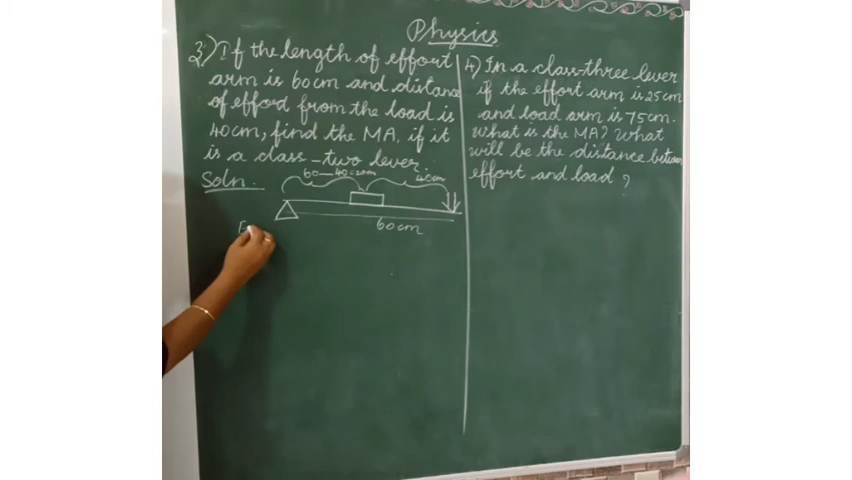 Physics
3) If the length of effort
arm is 60cm and distance
of efford from the load is
40cm, find the MA, if it
is a class-two lever.
Soln.
60-40=20cm
40cm
60cm
E
4) In a class-three lever
if the effort arm is 25cm
and load arm is 75cm.
What is the MA? What
will be the distance between
effort and load ?